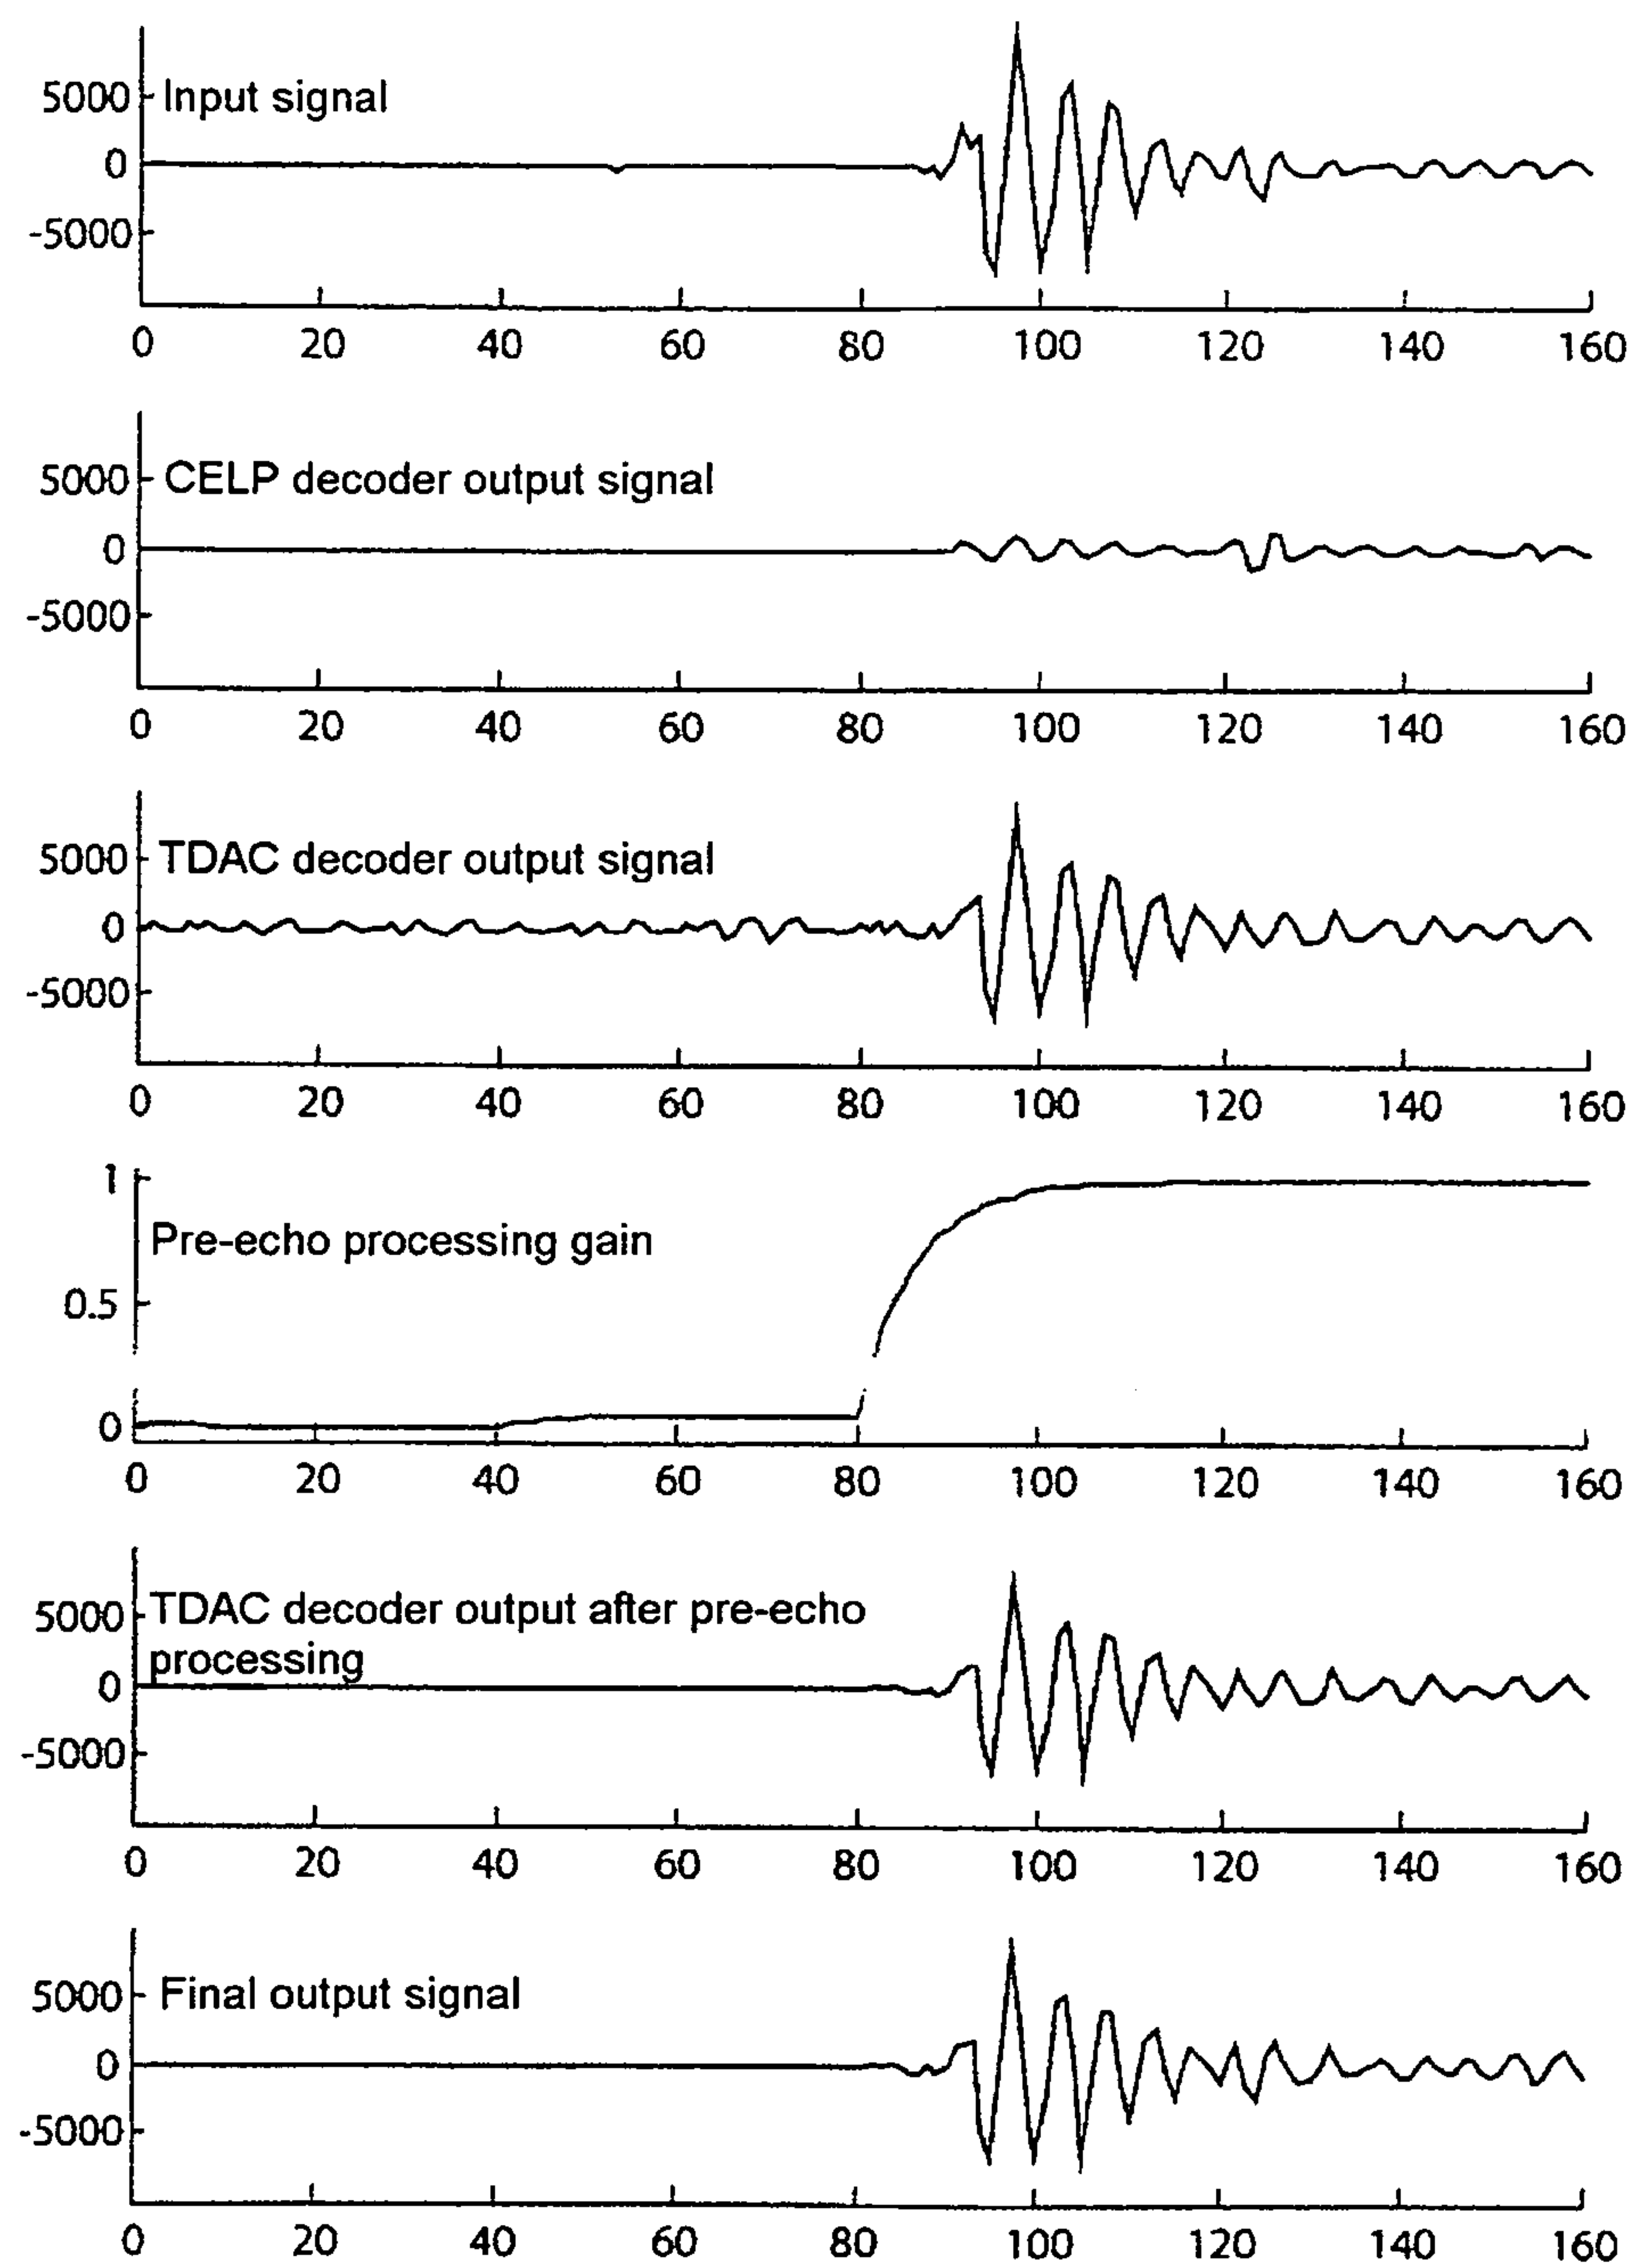 5000 Input signal
0
-5000
0 20 40 60 80 100 120 140 160
5000 CELP decoder output signal
0
-5000
0 20 40 60 80 100 120 140 160
5000 TDAC decoder output signal
0
-5000
0 20 40 60 80 100 120 140 160
1
Pre-echo processing gain
0.5
0
0 20 40 60 80 100 120 140 160
5000 TDAC decoder output after pre-echo
processing
0
-5000
0 20 40 60 80 100 120 140 160
5000 Final output signal
0
-5000
0 20 40 60 80 100 120 140 160